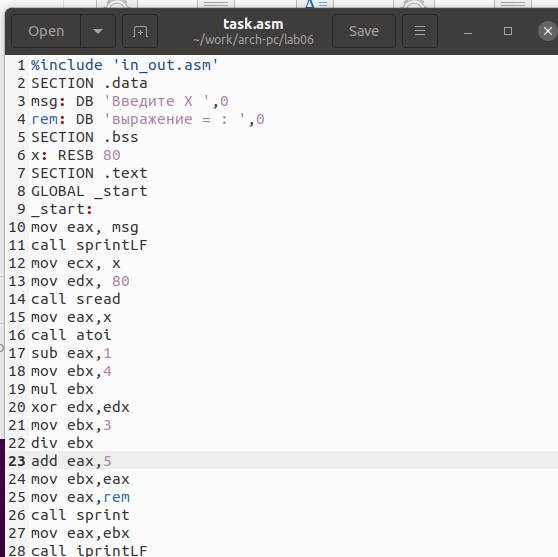 task.asm
Open
~/work/arch-pc/lab06
Save
1 %include 'in_out.asm'
2 SECTION .data
3 msg: DB 'Введите X ',0
4 rem: DB 'выражение = : ',0
5 SECTION .bss
6 x: RESB 80
7 SECTION .text
8 GLOBAL _start
9 _start:
10 mov eax, msg
11 call sprintLF
12 mov ecx, x
13 mov edx, 80
14 call sread
15 mov eax,x
16 call atoi
17 sub eax,1
18 mov ebx,4
19 mul ebx
20 xor edx,edx
21 mov ebx,3
22 div ebx
23 add eax,5
24 mov ebx,eax
25 mov eax,rem
26 call sprint
27 mov eax,ebx
28 call iprintLF